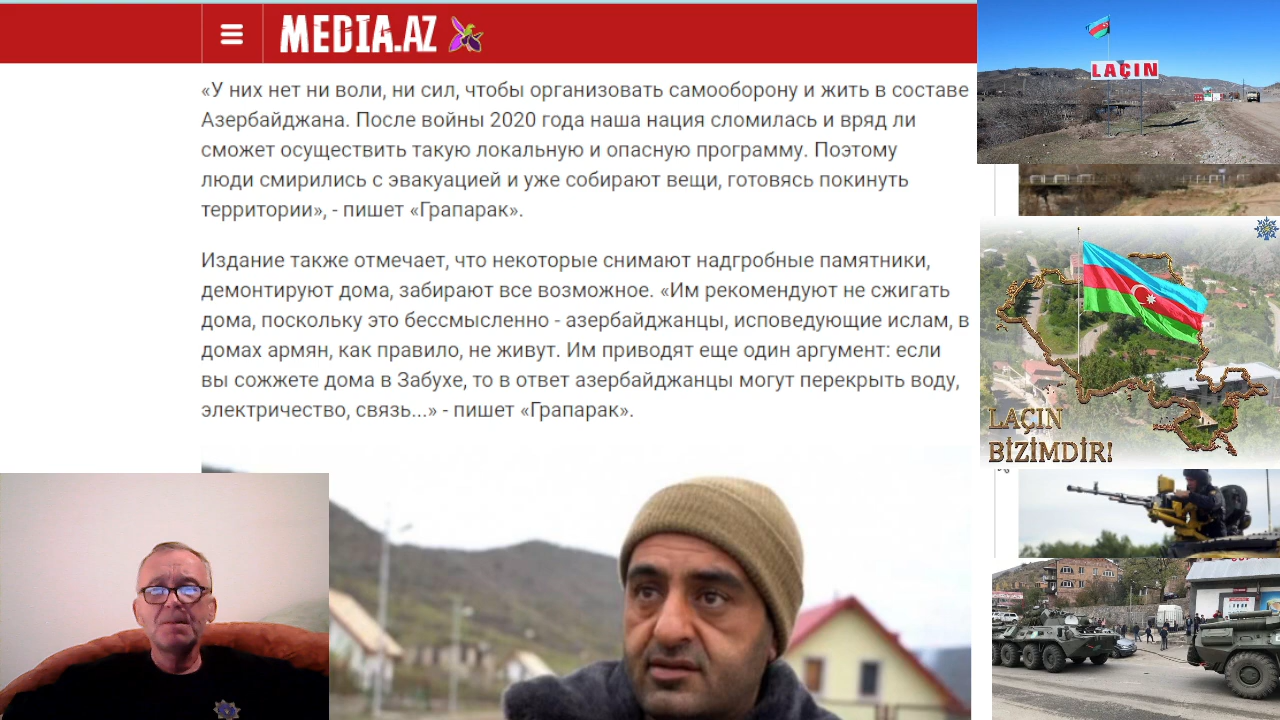 MEDIA.AZ
«У них нет ни воли, ни сил, чтобы организовать самооборону и жить в составе
Азербайджана. После войны 2020 года наша нация сломилась и вряд ли
сможет осуществить такую локальную и опасную программу. Поэтому
люди смирились с эвакуацией и уже собирают вещи, готовясь покинуть
территории», - пишет «Грапарак».
Издание также отмечает, что некоторые снимают надгробные памятники,
демонтируют дома, забирают все возможное. «Им рекомендуют не сжигать
дома, поскольку это бессмысленно - азербайджанцы, исповедующие ислам, в
домах армян, как правило, не живут. Им приводят еще один аргумент: если
вы сожжете дома в Забухе, то в ответ азербайджанцы могут перекрыть воду,
электричество, связь...» - пишет «Грапарак».
LAÇIN
LAÇIN
BİZİMDİR!